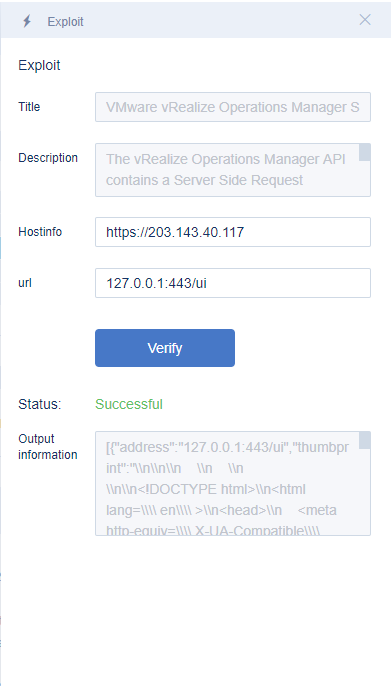 Exploit
Exploit
Title
VMware vRealize Operations Manager S
Description
The vRealize Operations Manager API
contains a Server Side Request
Hostinfo
https://203.143.40.117
url
127.0.0.1:443/ui
Verify
Status:
Successful
Output
information
[{"address":"127.0.0.1:443/ui","thumbpr
int":"\\n\\n\\n \\n \\n
\\n\\n<!DOCTYPE html>\\n<html
lang=\\\\ en\\\\ >\\n<head>\\n <meta
http-equiv=\\\\ X-UA-Compatible\\\\